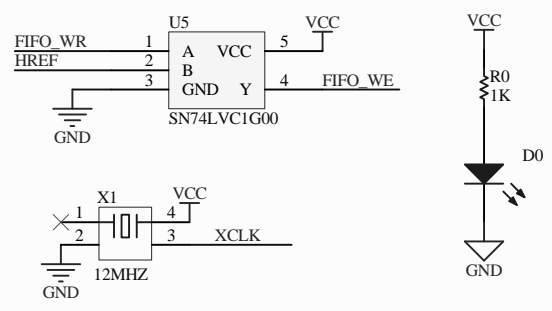 U5
VCC
FIFO_WR 1 A VCC 5
HREF 2 B
3 GND Y 4 FIFO_WE
GND
SN74LVC1G00
X1
VCC
1 4
2 3 XCLK
GND
12MHZ
VCC
R0
1K
D0
GND